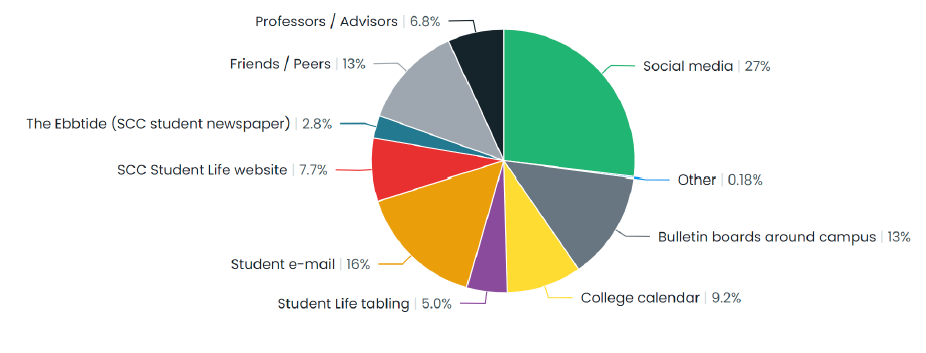 Professors / Advisors | 6.8%
Social media | 27%
Friends / Peers | 13%
The Ebbtide (SCC student newspaper) | 2.8%
SCC Student Life website | 7.7%
Other | 0.18%
Bulletin boards around campus | 13%
Student e-mail | 16%
College calendar | 9.2%
Student Life tabling | 5.0%